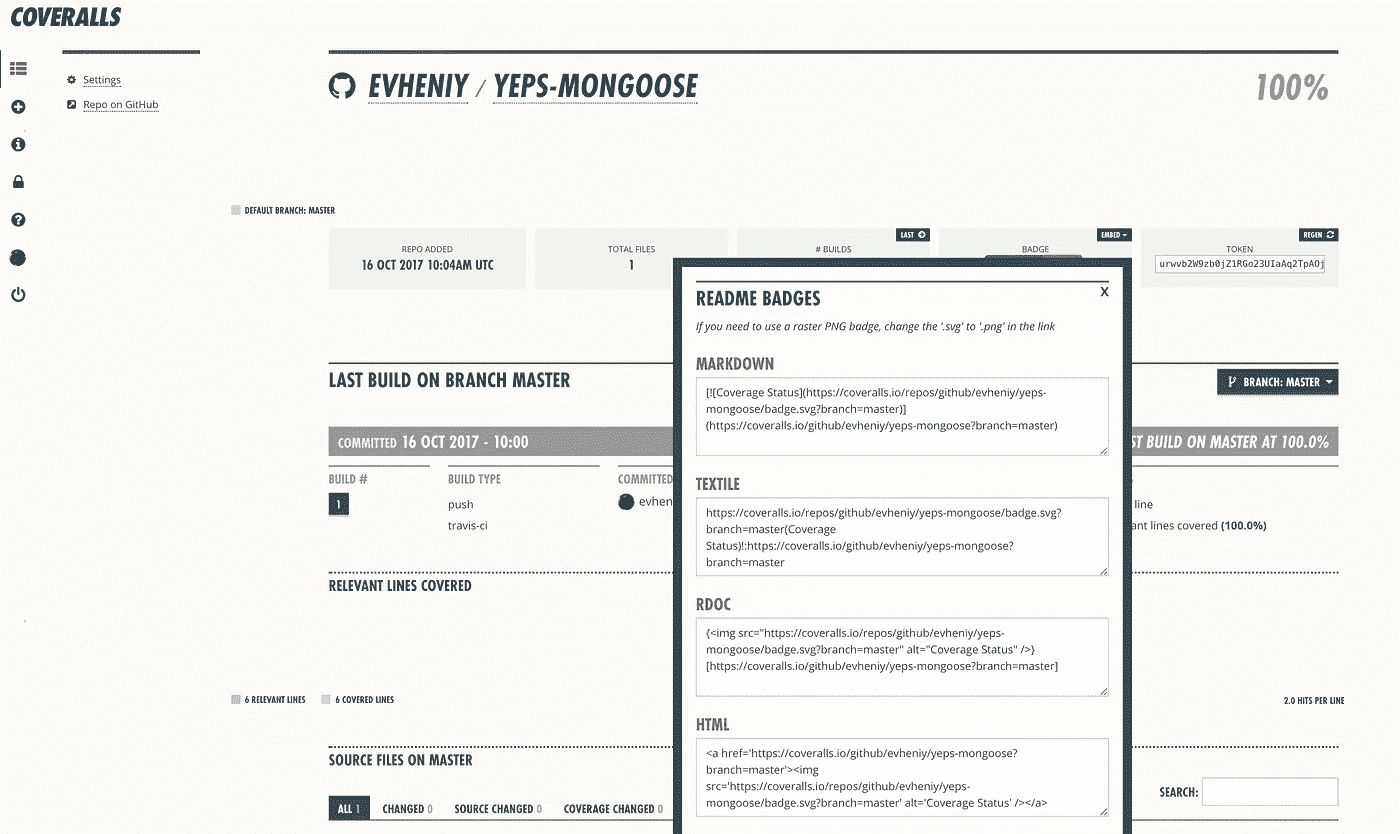 COVERALLS
Settings
Repo on GitHub
EVHENIY / YEPS-MONGOOSE
100%
DEFAULT BRANCH: MASTER
REPO ADDED
16 OCT 2017 10:04AM UTC
TOTAL FILES
1
LAST
# BUILDS
EMBED
BADGE
REGEN
TOKEN
urwvb2W9zb0jZ1RGo23UIaAq2TpAOj
README BADGES
X
If you need to use a raster PNG badge, change the '.svg' to '.png' in the link
MARKDOWN
[![Coverage Status](https://coveralls.io/repos/github/evheniy/yeps-
mongoose/badge.svg?branch=master)]
(https://coveralls.io/github/evheniy/yeps-mongoose?branch=master)
TEXTILE
https://coveralls.io/repos/github/evheniy/yeps-mongoose/badge.svg?
branch=master(Coverage
Status)!:https://coveralls.io/github/evheniy/yeps-mongoose?
branch=master
RDOC
{<img src="https://coveralls.io/repos/github/evheniy/yeps-
mongoose/badge.svg?branch=master" alt="Coverage Status" />}
[https://coveralls.io/github/evheniy/yeps-mongoose?branch=master]
HTML
<a href='https://coveralls.io/github/evheniy/yeps-mongoose?
branch=master'><img
src='https://coveralls.io/repos/github/evheniy/yeps-
mongoose/badge.svg?branch=master' alt='Coverage Status' /></a>
LAST BUILD ON BRANCH MASTER
BRANCH: MASTER
COMMITTED 16 OCT 2017 - 10:00
ST BUILD ON MASTER AT 100.0%
BUILD #
1
BUILD TYPE
push
travis-ci
COMMITTED
evhen
line
ant lines covered (100.0%)
RELEVANT LINES COVERED
6 RELEVANT LINES
6 COVERED LINES
2.0 HITS PER LINE
SOURCE FILES ON MASTER
ALL 1
CHANGED 0
SOURCE CHANGED 0
COVERAGE CHANGED 0
SEARCH: